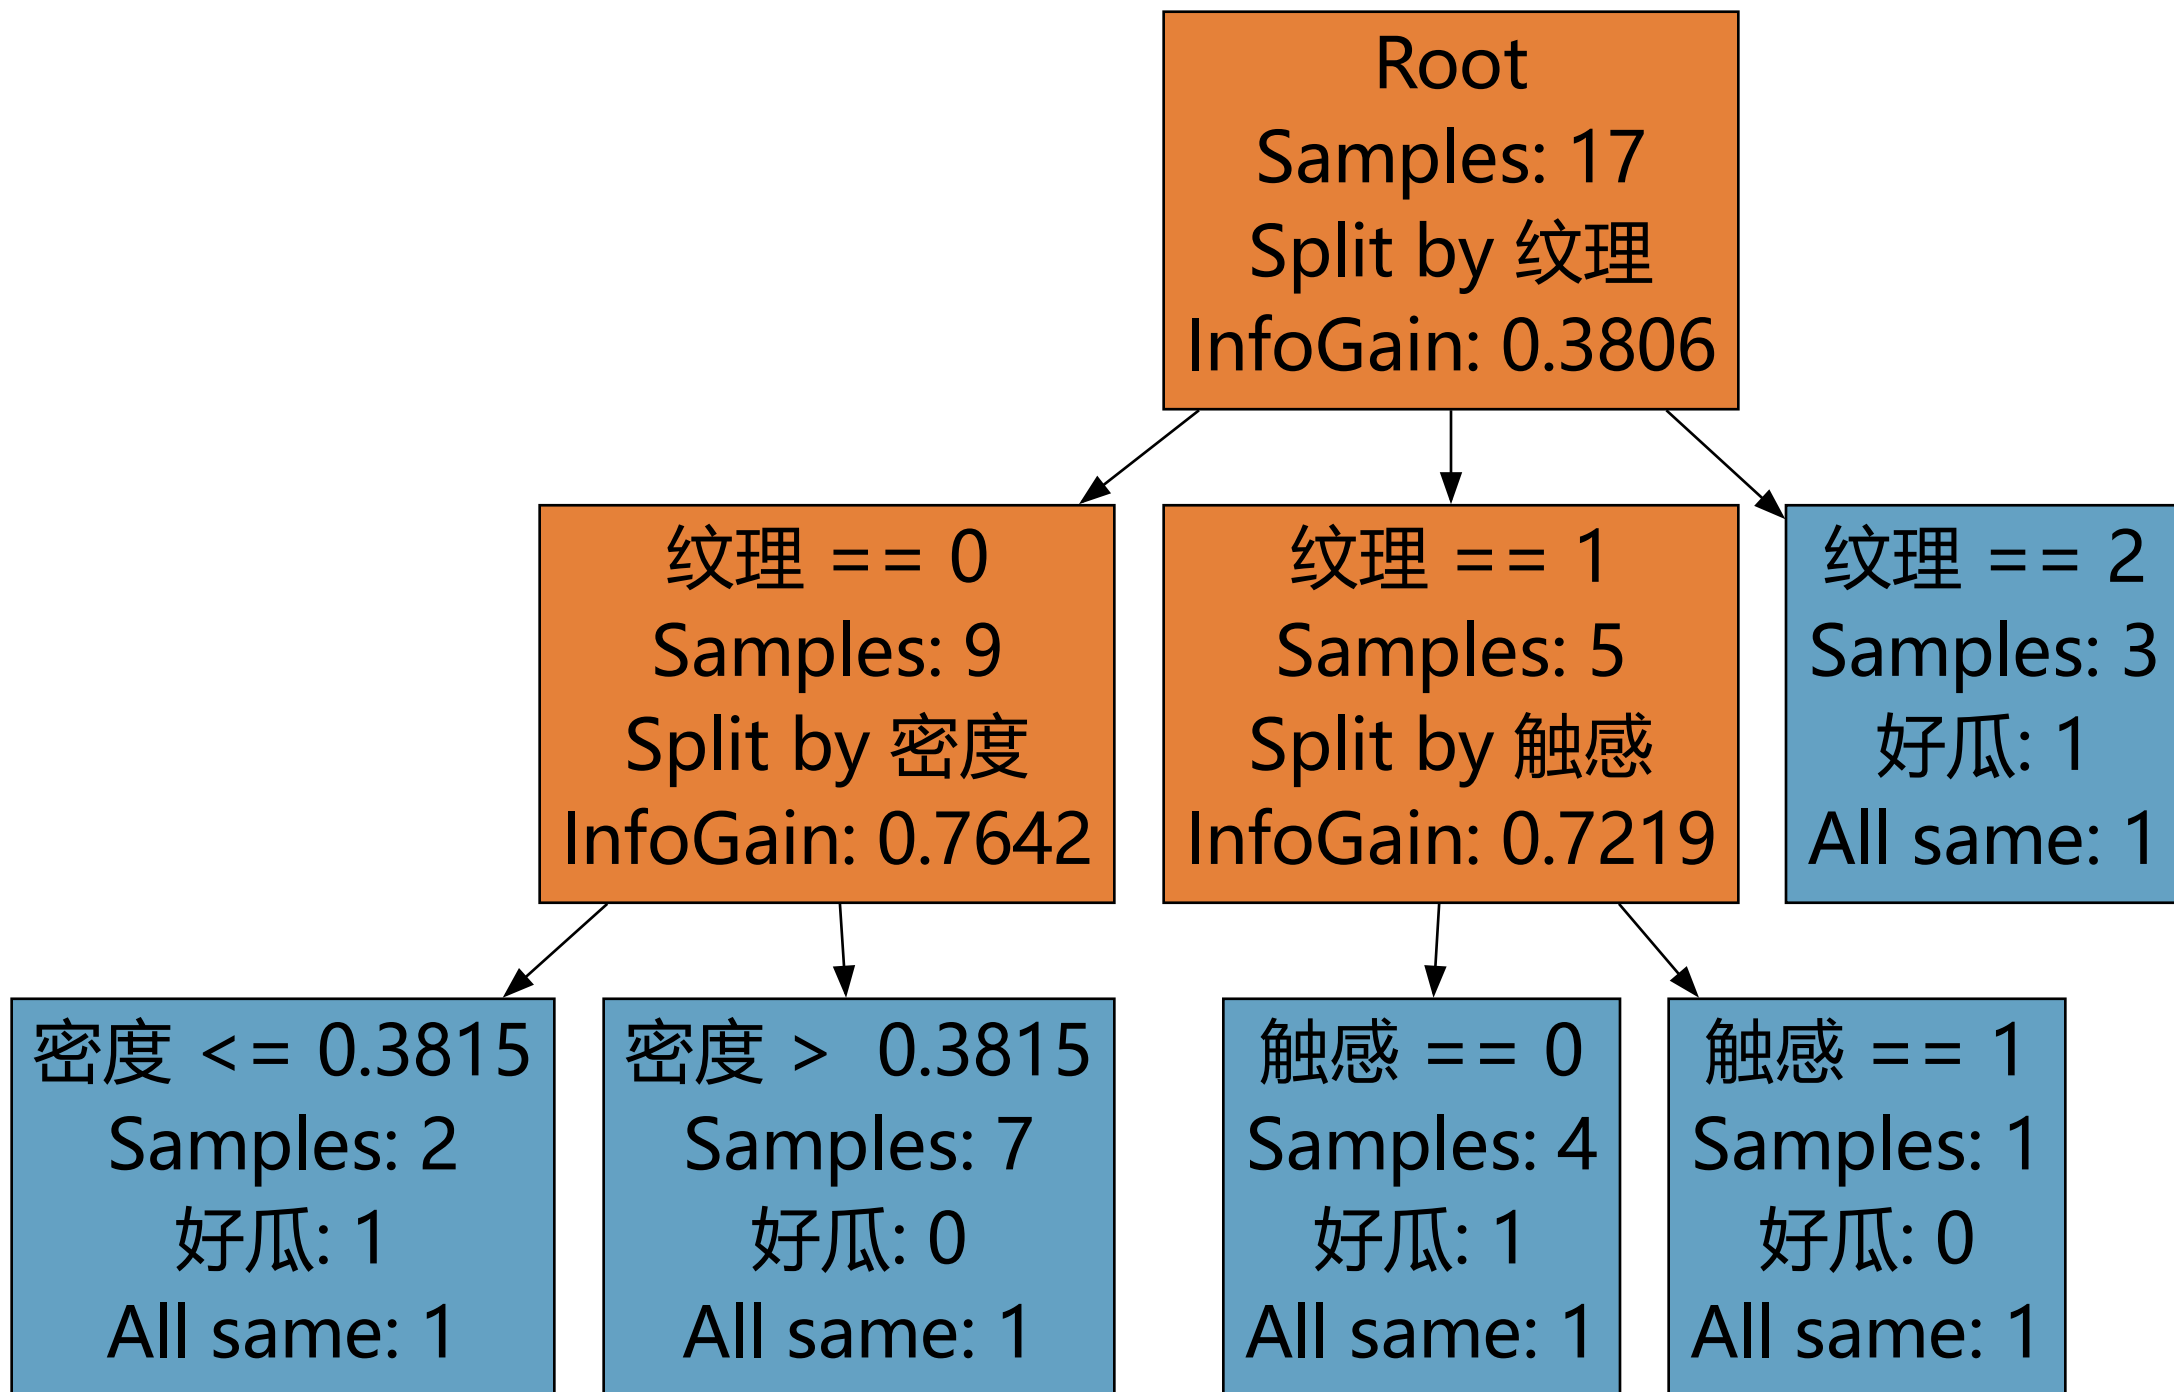 Root
Samples: 17
Split by 纹理
InfoGain: 0.3806
纹理 == 0
Samples: 9
Split by 密度
InfoGain: 0.7642
纹理 == 1
Samples: 5
Split by 触感
InfoGain: 0.7219
纹理 == 2
Samples: 3
好瓜: 1
All same: 1
密度 <= 0.3815
Samples: 2
好瓜: 1
All same: 1
密度 >  0.3815
Samples: 7
好瓜: 0
All same: 1
触感 == 0
Samples: 4
好瓜: 1
All same: 1
触感 == 1
Samples: 1
好瓜: 0
All same: 1